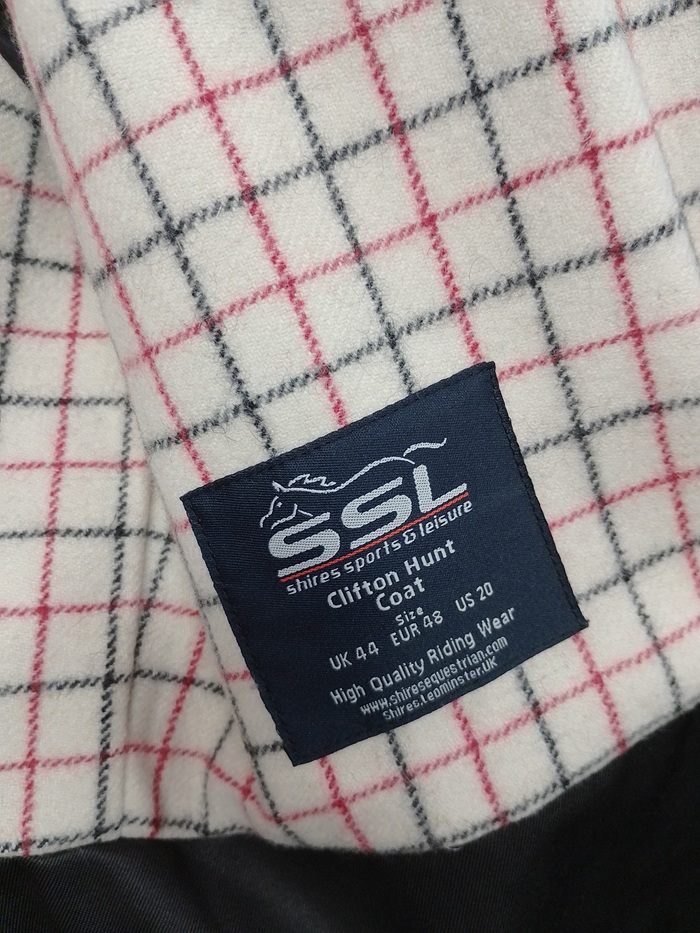 SSL
shires sports & leisure
Clifton Hunt
Coat
Size
UK 44 EUR 48 US 20
High Quality Riding Wear
www.shiresequestrian.com
Shires.Leominster.UK